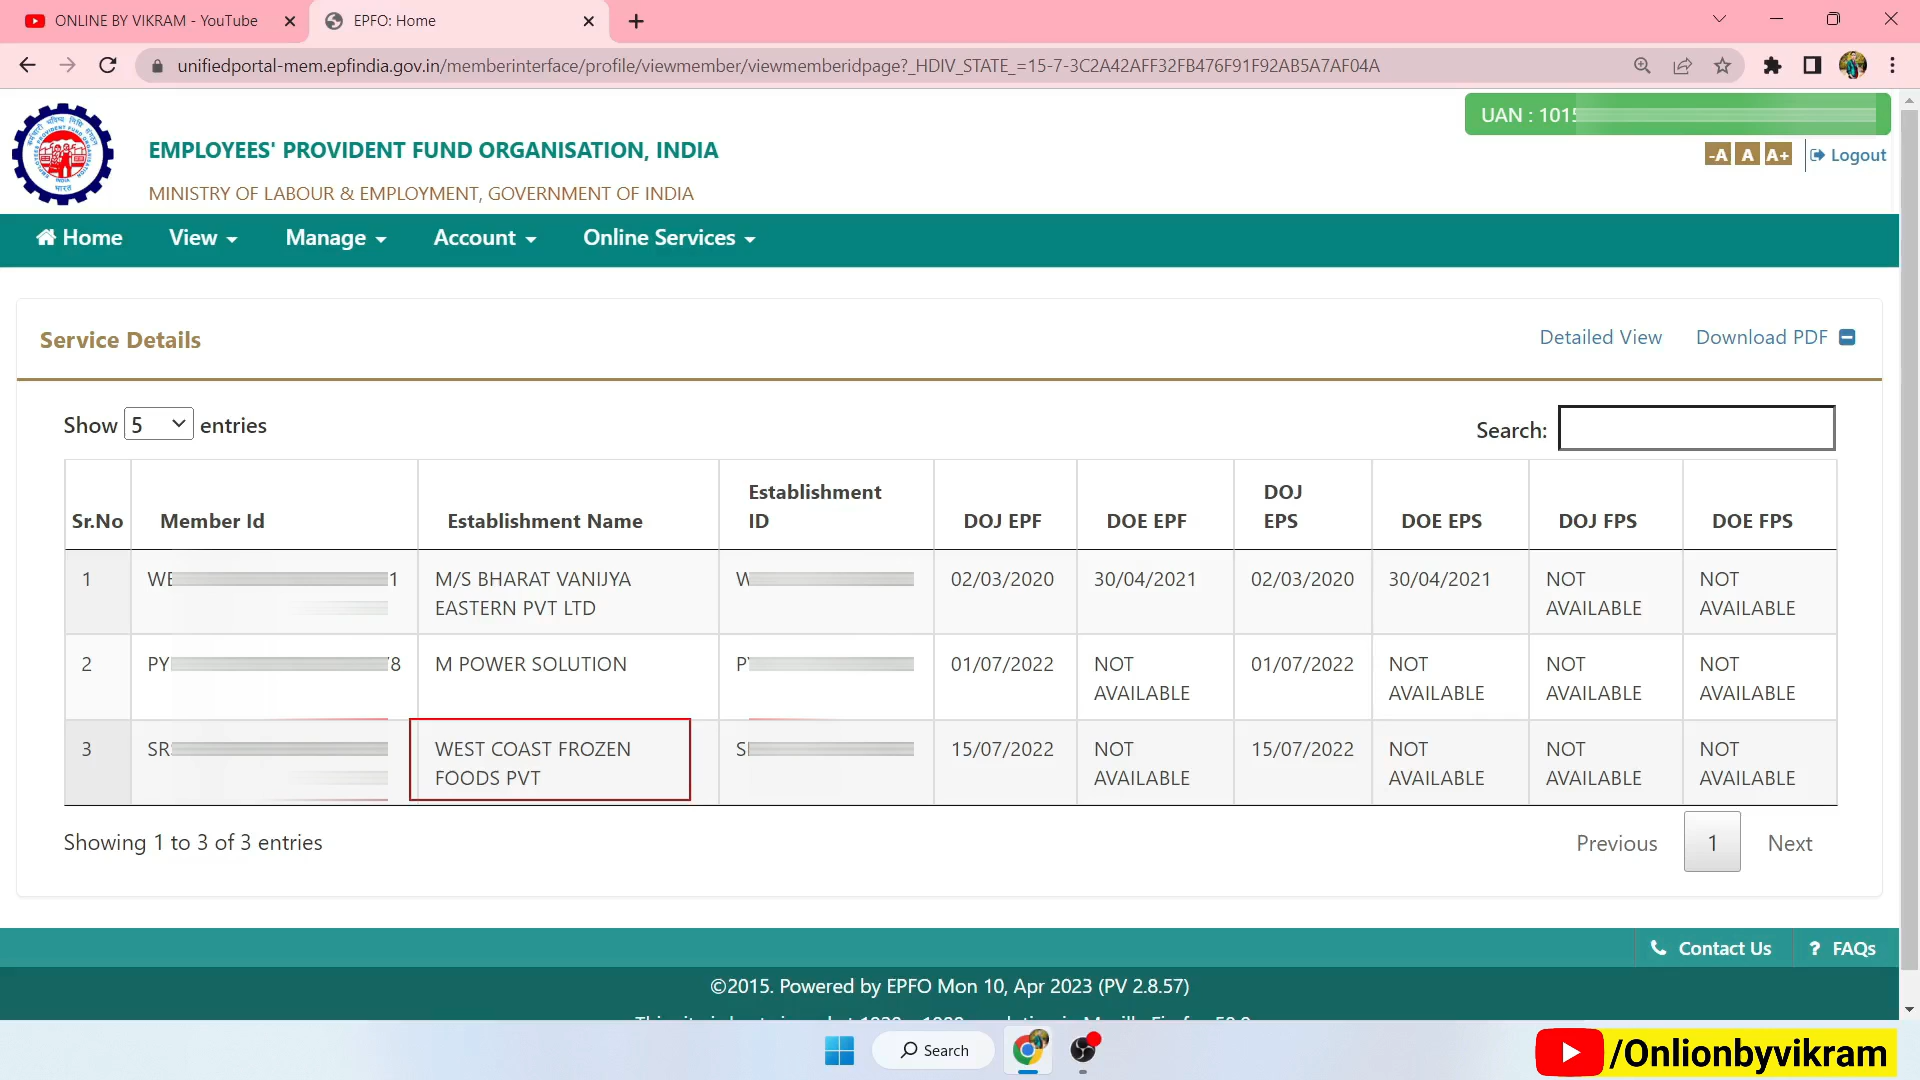 ONLINE BY VIKRAM - YouTube
EPFO: Home
unifiedportal-mem.epfindia.gov.in/memberinterface/profile/viewmember/viewmemberidpage?_HDIV_STATE_=15-7-3C2A42AFF32FB476F91F92AB5A7AF04A
UAN : 1015
EMPLOYEES' PROVIDENT FUND ORGANISATION, INDIA
-A A A+ Logout
MINISTRY OF LABOUR & EMPLOYMENT, GOVERNMENT OF INDIA
Home View Manage Account Online Services
Service Details Detailed View Download PDF
Show 5 entries Search:
Sr.No Member Id Establishment Name Establishment ID DOJ EPF DOE EPF DOJ EPS DOE EPS DOJ FPS DOE FPS
1 WB 1 M/S BHARAT VANIJYA W 02/03/2020 30/04/2021 02/03/2020 30/04/2021 NOT NOT
EASTERN PVT LTD AVAILABLE AVAILABLE
2 PY 8 M POWER SOLUTION 01/07/2022 NOT 01/07/2022 NOT NOT NOT
AVAILABLE AVAILABLE AVAILABLE AVAILABLE
3 SR WEST COAST FROZEN S 15/07/2022 NOT 15/07/2022 NOT NOT NOT
FOODS PVT AVAILABLE AVAILABLE AVAILABLE AVAILABLE
Showing 1 to 3 of 3 entries Previous 1 Next
Contact Us ? FAQs
©2015. Powered by EPFO Mon 10, Apr 2023 (PV 2.8.57)
Search
/Onlionbyvikram